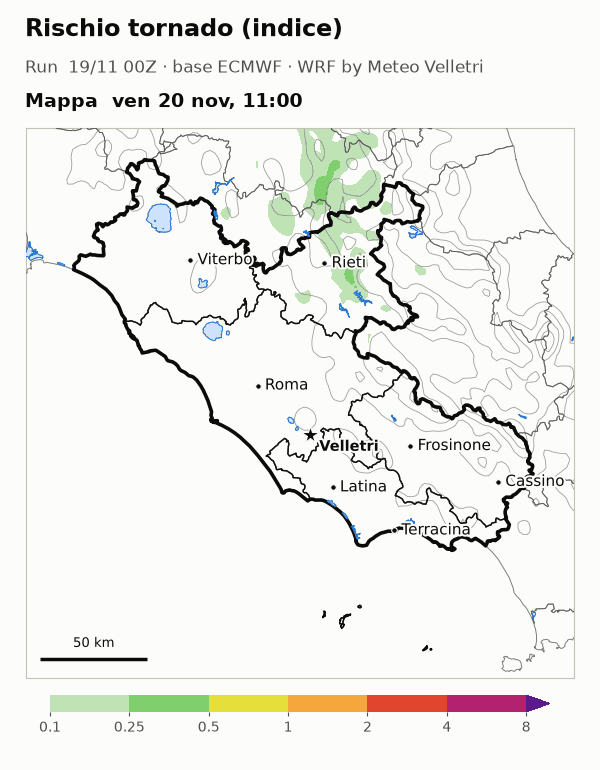 Rischio tornado (indice)
Run  19/11 00Z · base ECMWF · WRF by Meteo Velletri
Mappa  ven 20 nov, 11:00
Viterbo
Rieti
Roma
Velletri
Frosinone
Cassino
Latina
Terracina
50 km
0.1 0.25 0.5 1 2 4 8